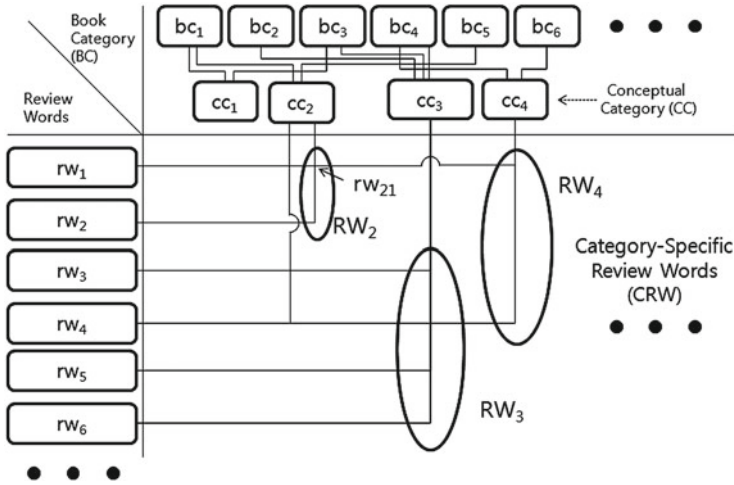 Book
Category
(BC)
bc1 bc2 bc3 bc4 bc5 bc6
Review
Words
cc1 cc2 cc3 cc4
Conceptual
Category (CC)
rw1
rw21
RW4
rw2
RW2
rw3
Category-Specific
Review Words
(CRW)
rw4
rw5
RW3
rw6